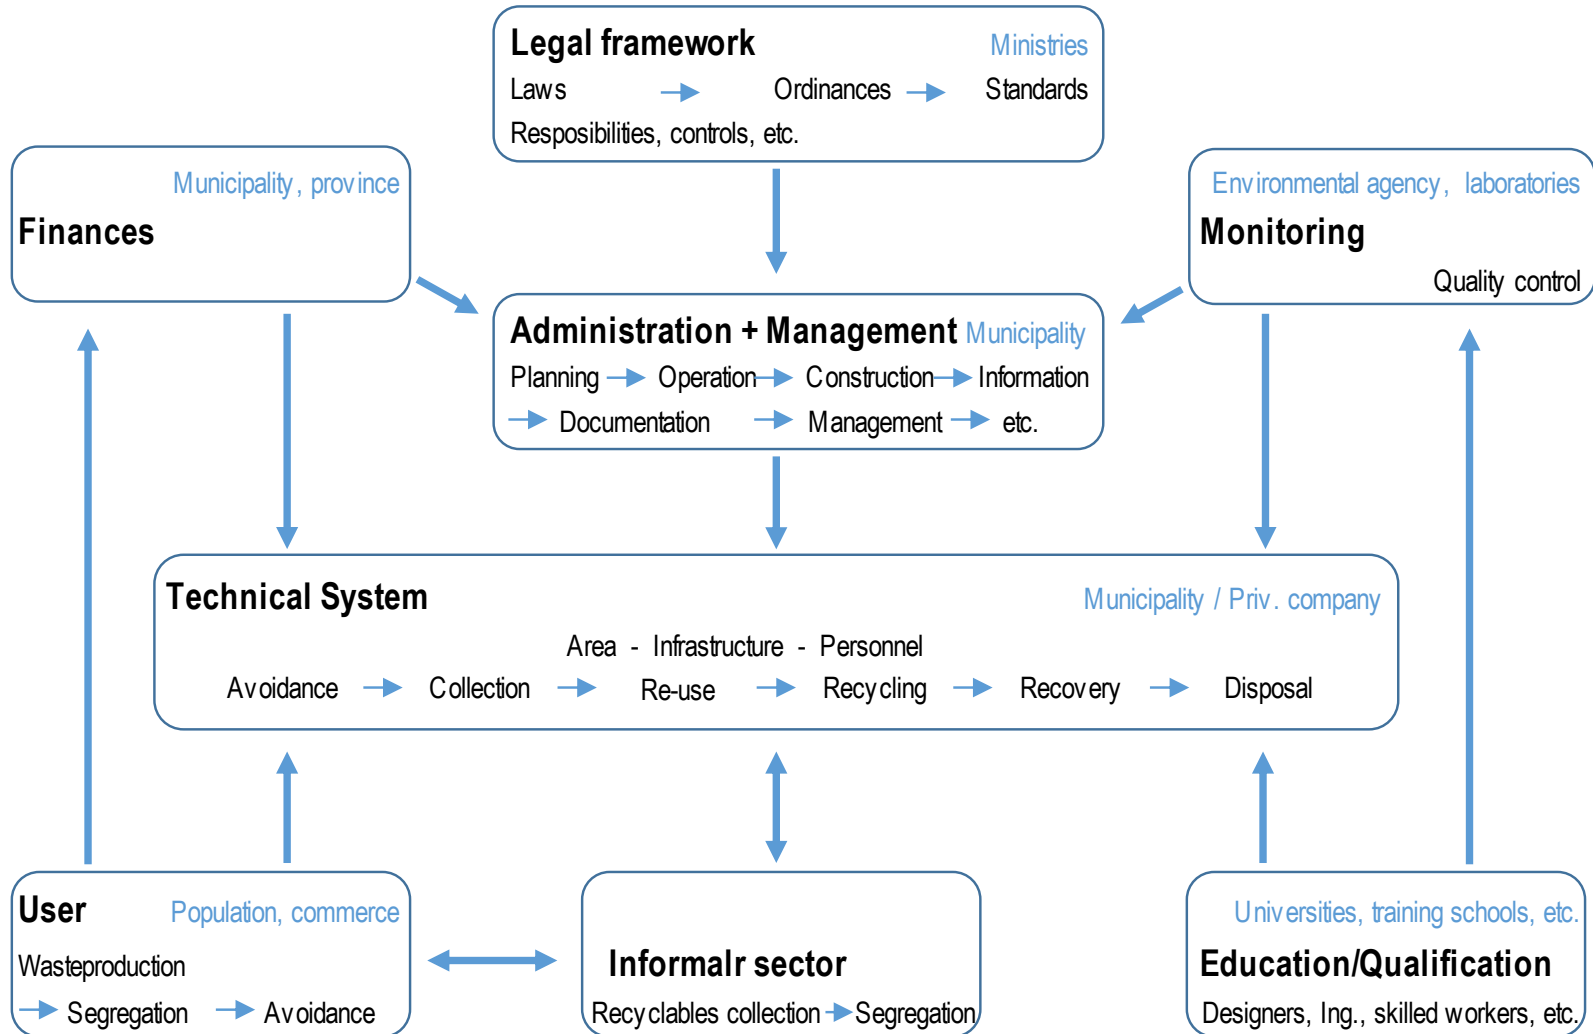 Legal framework Ministries
Laws Ordinances Standards
Resposibilities, controls, etc.
Municipality, province
Finances
Environmental agency, laboratories
Monitoring
Quality control
Administration + Management Municipality
Planning Operation Construction Information
Documentation Management etc.
Technical System Municipality / Priv. company
Area - Infrastructure - Personnel
Avoidance Collection Re-use Recycling Recovery Disposal
User Population, commerce
Wasteproduction
Segregation Avoidance
Informalr sector
Recyclables collection Segregation
Universities, training schools, etc.
Education/Qualification
Designers, Ing., skilled workers, etc.